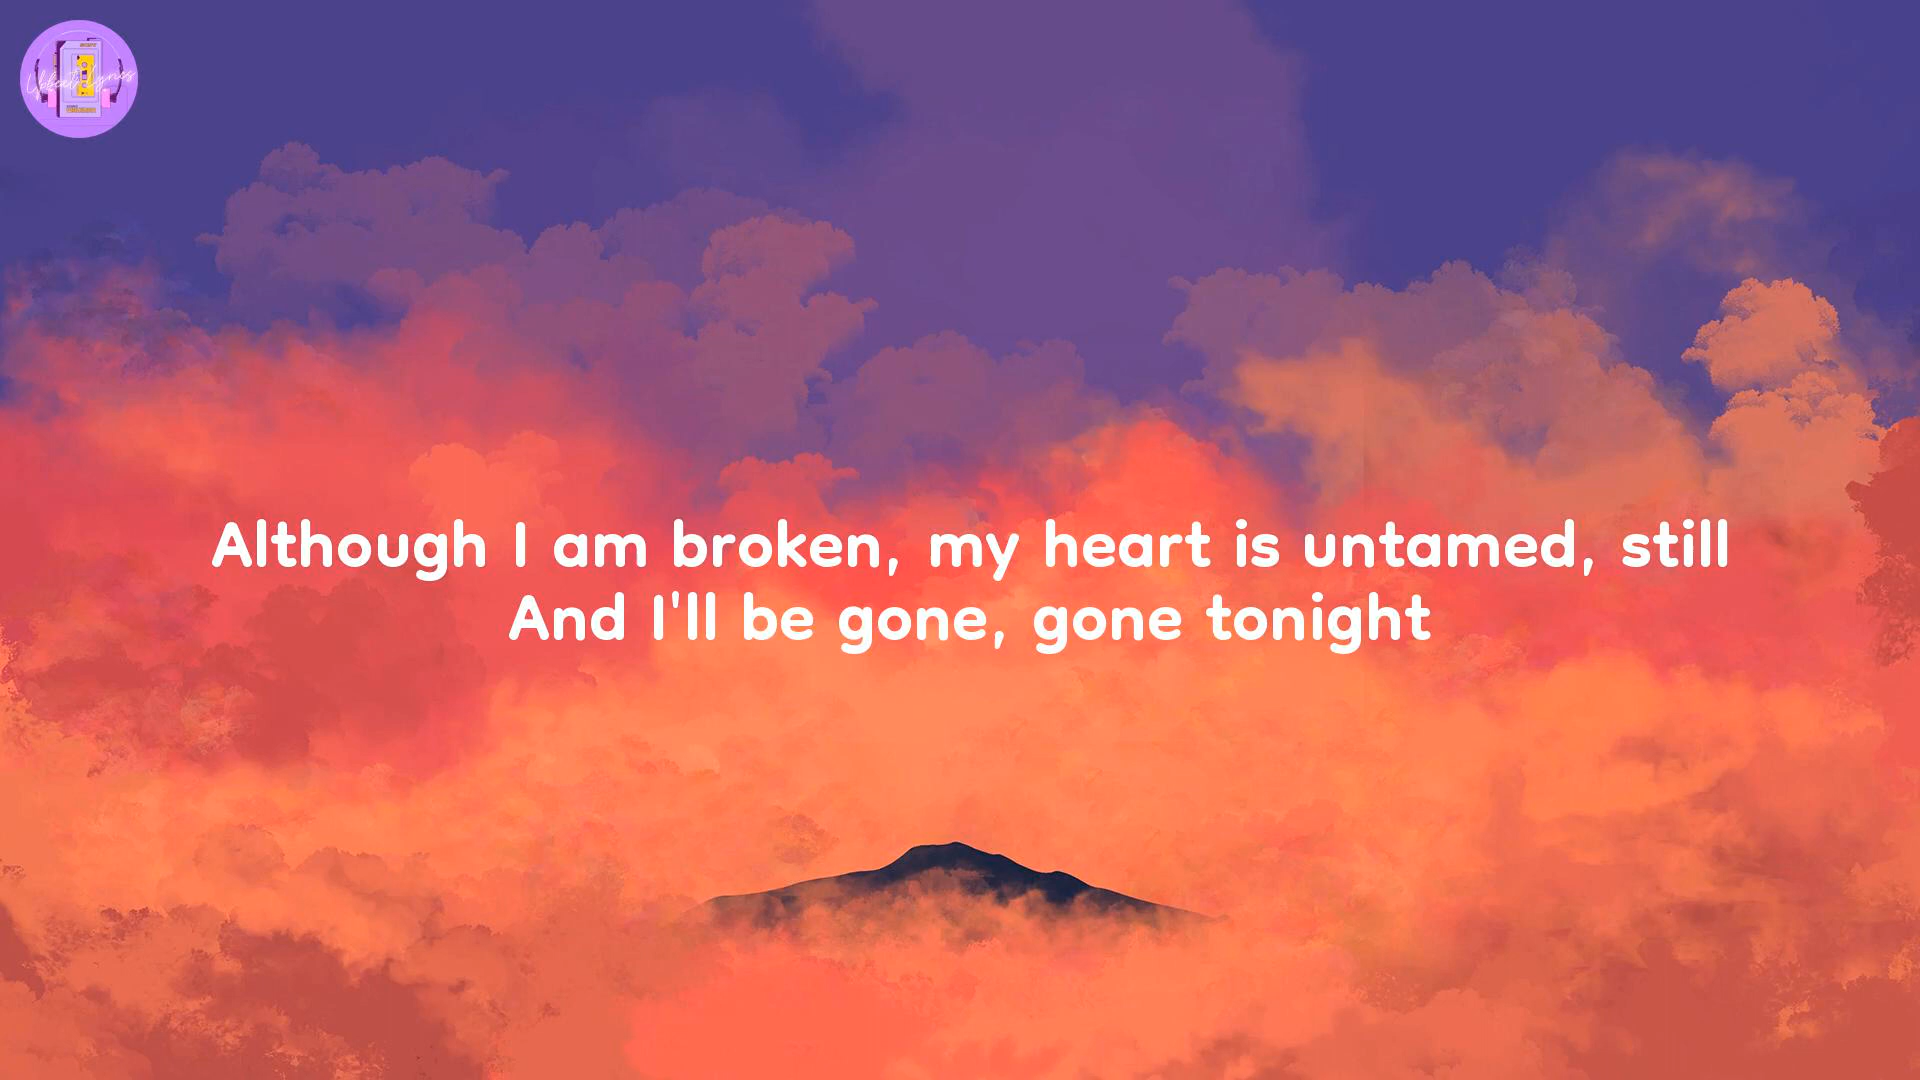 Although I am broken, my heart is untamed, still
And I'll be gone, gone tonight